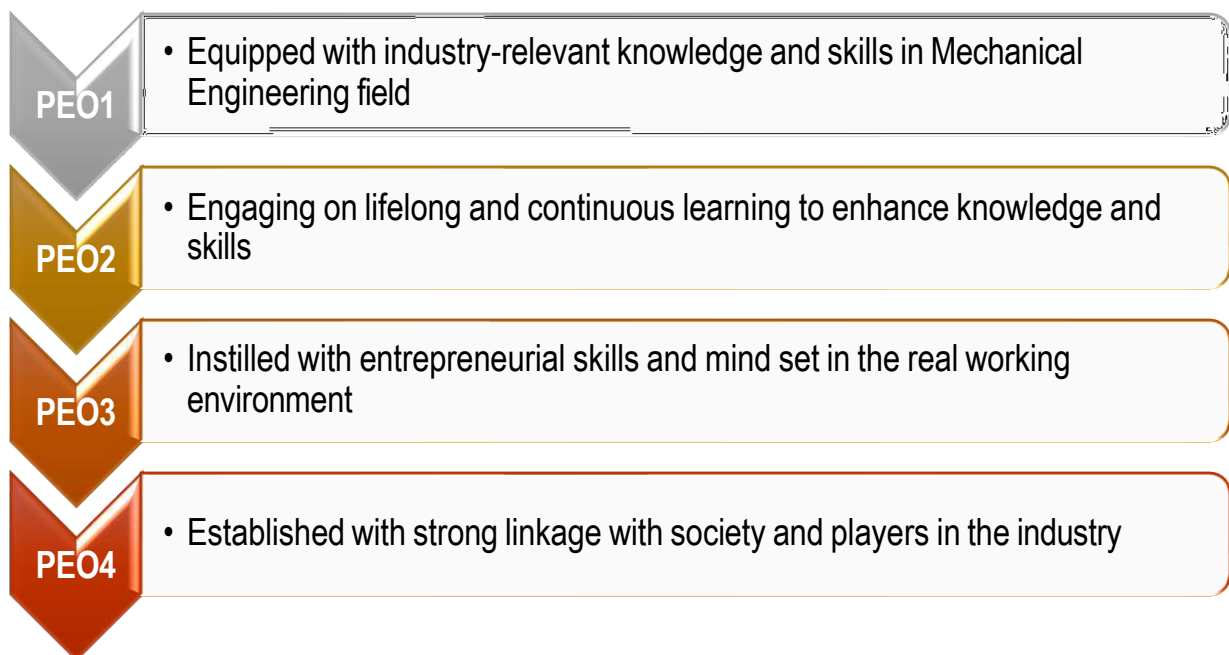 PEO1
• Equipped with industry-relevant knowledge and skills in Mechanical
Engineering field
PEO2
• Engaging on lifelong and continuous learning to enhance knowledge and
skills
PEO3
• Instilled with entrepreneurial skills and mind set in the real working
environment
PEO4
• Established with strong linkage with society and players in the industry